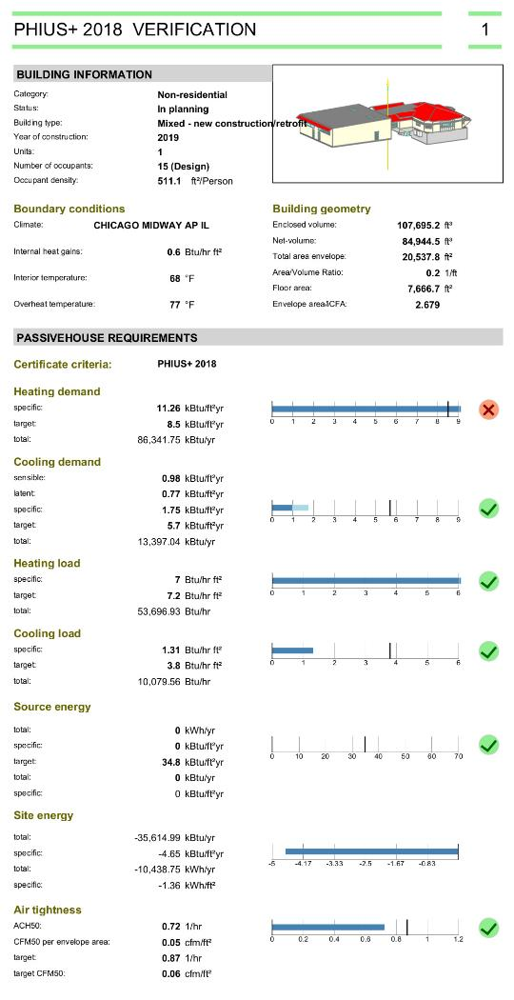 PHIUS+ 2018 VERIFICATION 1
BUILDING INFORMATION
Category: Non-residential
Status: In planning
Building type: Mixed - new construction/retrofit
Year of construction: 2019
Units: 1
Number of occupants: 15 (Design)
Occupant density: 511.1 ft²/Person
Boundary conditions
Climate: CHICAGO MIDWAY AP IL
Internal heat gains: 0.6 Btu/hr ft²
Interior temperature: 68 °F
Overheat temperature: 77 °F
Building geometry
Enclosed volume: 107,695.2 ft³
Net-volume: 84,944.5 ft³
Total area envelope: 20,537.8 ft²
Area/Volume Ratio: 0.2 1/ft
Floor area: 7,666.7 ft²
Envelope area/iCFA: 2.679
PASSIVEHOUSE REQUIREMENTS
Certificate criteria: PHIUS+ 2018
Heating demand
specific: 11.26 kBtu/ft²yr
target: 8.5 kBtu/ft²yr
total: 86,341.75 kBtu/yr
0 1 2 3 4 5 6 7 8 9
Cooling demand
sensible: 0.98 kBtu/ft²yr
latent: 0.77 kBtu/ft²yr
specific: 1.75 kBtu/ft²yr
target: 5.7 kBtu/ft²yr
total: 13,397.04 kBtu/yr
0 1 2 3 4 5 6 7 8 9
Heating load
specific: 7 Btu/hr ft²
target: 7.2 Btu/hr ft²
total: 53,696.93 Btu/hr
0 1 2 3 4 5 6
Cooling load
specific: 1.31 Btu/hr ft²
target: 3.8 Btu/hr ft²
total: 10,079.56 Btu/hr
0 1 2 3 4 5 6
Source energy
total: 0 kWh/yr
specific: 0 kBtu/ft²yr
target: 34.8 kBtu/ft²yr
total: 0 kBtu/yr
specific: 0 kBtu/ft²yr
0 10 20 30 40 50 60 70
Site energy
total: -35,614.99 kBtu/yr
specific: -4.65 kBtu/ft²yr
total: -10,438.75 kWh/yr
specific: -1.36 kWh/ft²
-5 -4.17 -3.33 -2.5 -1.67 -0.83
Air tightness
ACH50: 0.72 1/hr
CFM50 per envelope area: 0.05 cfm/ft²
target: 0.87 1/hr
target CFM50: 0.06 cfm/ft²
0 0.2 0.4 0.6 0.8 1 1.2